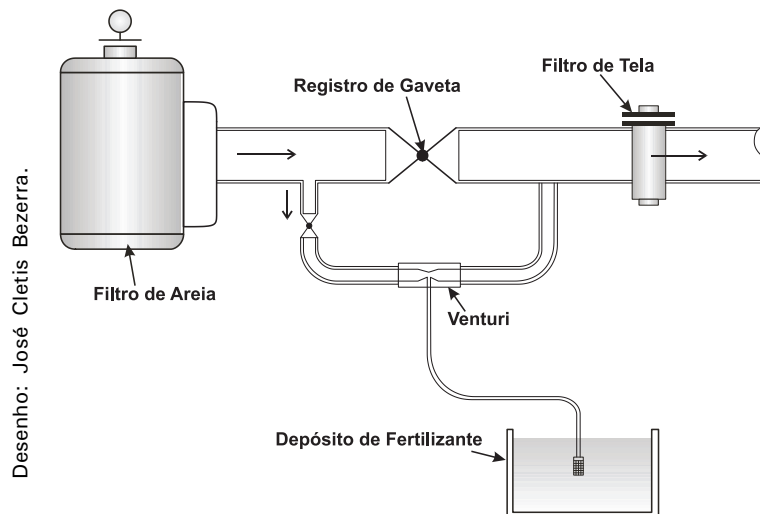 Filtro de Tela
Registro de Gaveta
Filtro de Areia
Venturi
Depósito de Fertilizante
Desenho: José Cletis Bezerra.